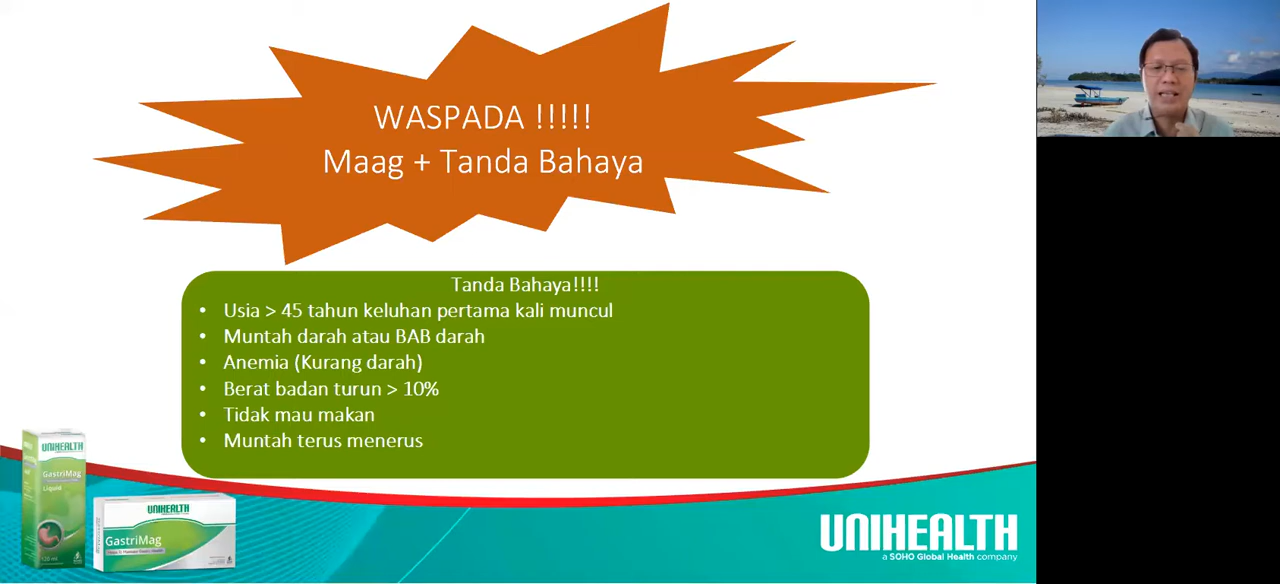 WASPADA !!!!!
Maag + Tanda Bahaya
Tanda Bahaya!!!!
• Usia > 45 tahun keluhan pertama kali muncul
• Muntah darah atau BAB darah
• Anemia (Kurang darah)
• Berat badan turun > 10%
• Tidak mau makan
• Muntah terus menerus
UNIHEALTH
GastriMag
Liquid
UNIHEALTH
GastriMag
UNIHEALTH
a SOHO Global Health company